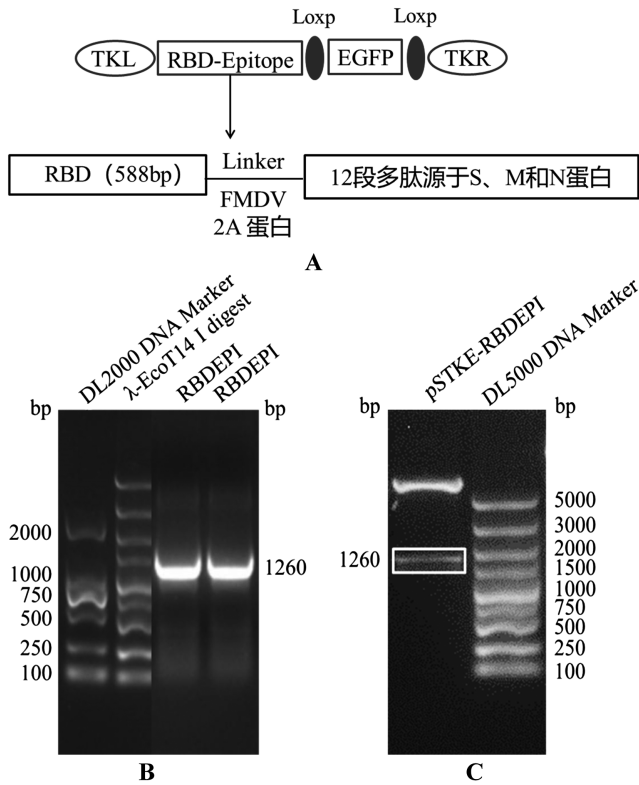 Loxp Loxp
TKL RBD-Epitope EGFP TKR
RBD（588bp） Linker 12段多肽源于S、M和N蛋白
FMDV
2A 蛋白
A
DL2000 DNA Marker
λ-EcoT14 I digest
RBDEPI
RBDEPI
bp bp
2000
1000
750
500
250
100
1260
B
pSTKE-RBDEPI
DL5000 DNA Marker
bp bp
1260
5000
3000
2000
1500
1000
750
500
250
100
C